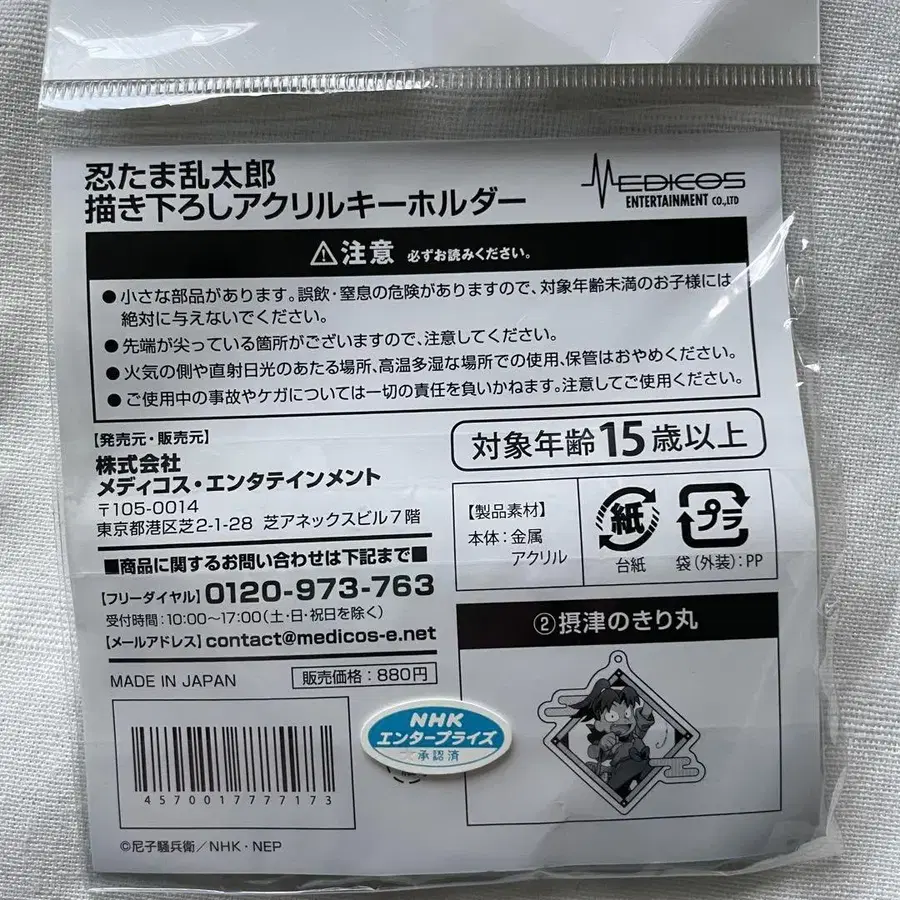 忍たま乱太郎
描き下ろしアクリルキーホルダー
MEDICOS
ENTERTAINMENT CO.,LTD
注意 必ずお読みください。
●小さな部品があります。誤飲・窒息の危険がありますので、対象年齢未満のお子様には
絶対に与えないでください。
●先端が尖っている箇所がございますので、注意してください。
●火気の側や直射日光のあたる場所、高温多湿な場所での使用、保管はおやめください。
●ご使用中の事故やケガについては一切の責任を負いかねます。注意してご使用ください。
【発売元・販売元】
株式会社
メディコス・エンタテインメント
〒105-0014
東京都港区芝2-1-28 芝アネックスビル7階
■商品に関するお問い合わせは下記まで■
【フリーダイヤル】0120-973-763
受付時間:10:00~17:00(土・日・祝日を除く)
【メールアドレス】contact@medicos-e.net
MADE IN JAPAN
販売価格:880円
対象年齢15歳以上
【製品素材】
本体:金属
アクリル
紙
台紙
プラ
袋(外装):PP
②摂津のきり丸
NHK
エンタープライズ
承認済
4570017777173
©尼子騒兵衛/NHK・NEP